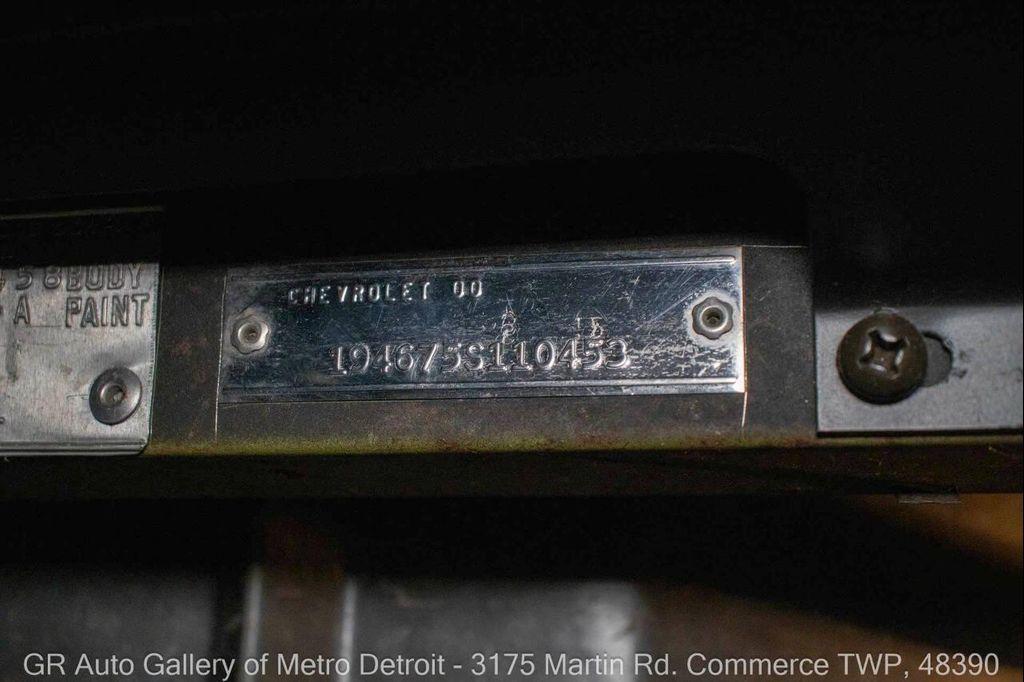 58 BODY
A PAINT
CHEVROLET 00
194675S110453
GR Auto Gallery of Metro Detroit - 3175 Martin Rd. Commerce TWP, 48390